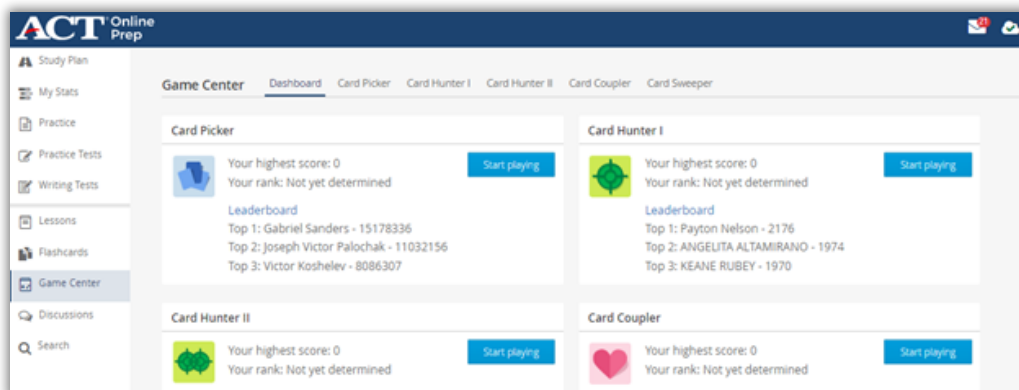 ACT® Online Prep
21
Study Plan
My Stats
Practice
Practice Tests
Writing Tests
Lessons
Flashcards
Game Center
Discussions
Search
Game Center
Dashboard Card Picker Card Hunter I Card Hunter II Card Coupler Card Sweeper
Card Picker
Your highest score: 0
Start playing
Your rank: Not yet determined
Leaderboard
Top 1: Gabriel Sanders - 15178336
Top 2: Joseph Victor Palochak - 11032156
Top 3: Victor Koshelev - 8086307
Card Hunter I
Your highest score: 0
Start playing
Your rank: Not yet determined
Leaderboard
Top 1: Payton Nelson - 2176
Top 2: ANGELITA ALTAMIRANO - 1974
Top 3: KEANE RUBEY - 1970
Card Hunter II
Your highest score: 0
Start playing
Your rank: Not yet determined
Card Coupler
Your highest score: 0
Start playing
Your rank: Not yet determined